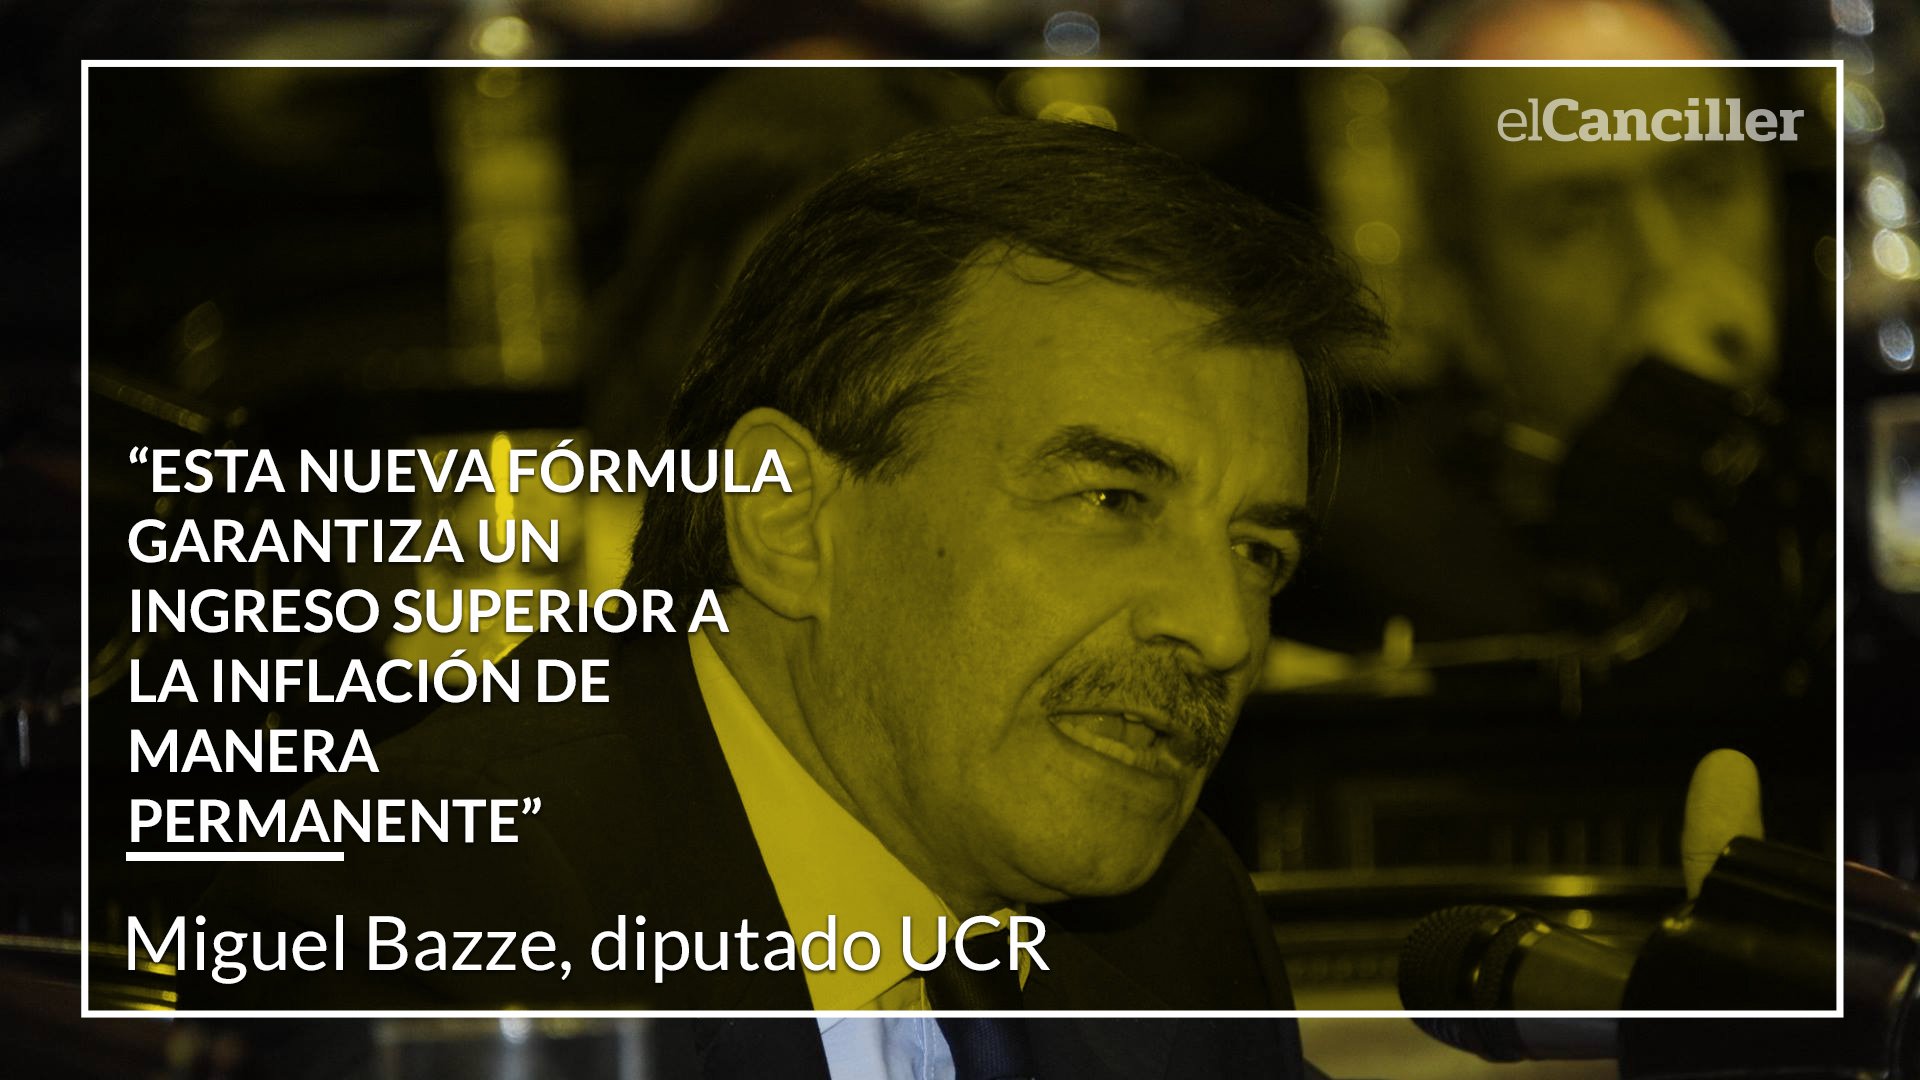 elCanciller
“ESTA NUEVA FÓRMULA
GARANTIZA UN
INGRESO SUPERIOR A
LA INFLACIÓN DE
MANERA
PERMANENTE”
Miguel Bazze, diputado UCR